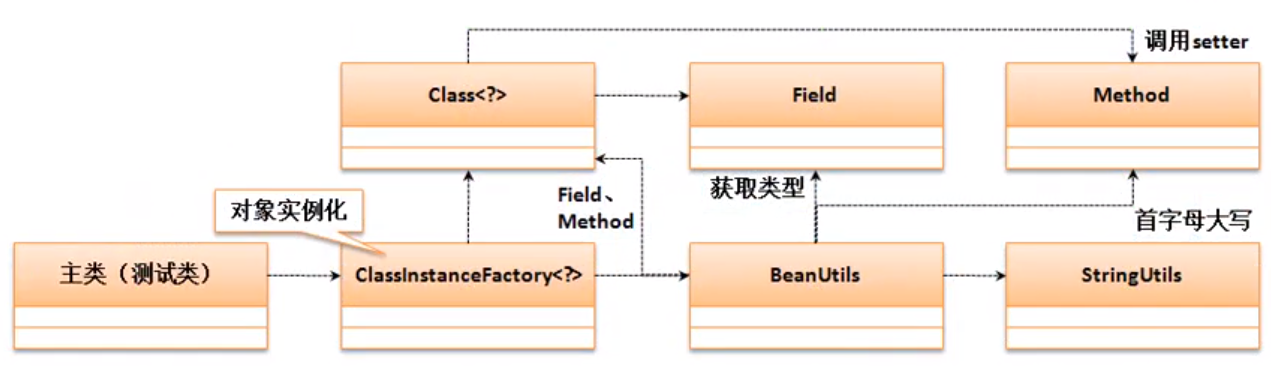 调用setter
Class<?>
Field
Method
Field、
Method
获取类型
首字母大写
对象实例化
主类（测试类）
ClassInstanceFactory<?>
BeanUtils
StringUtils